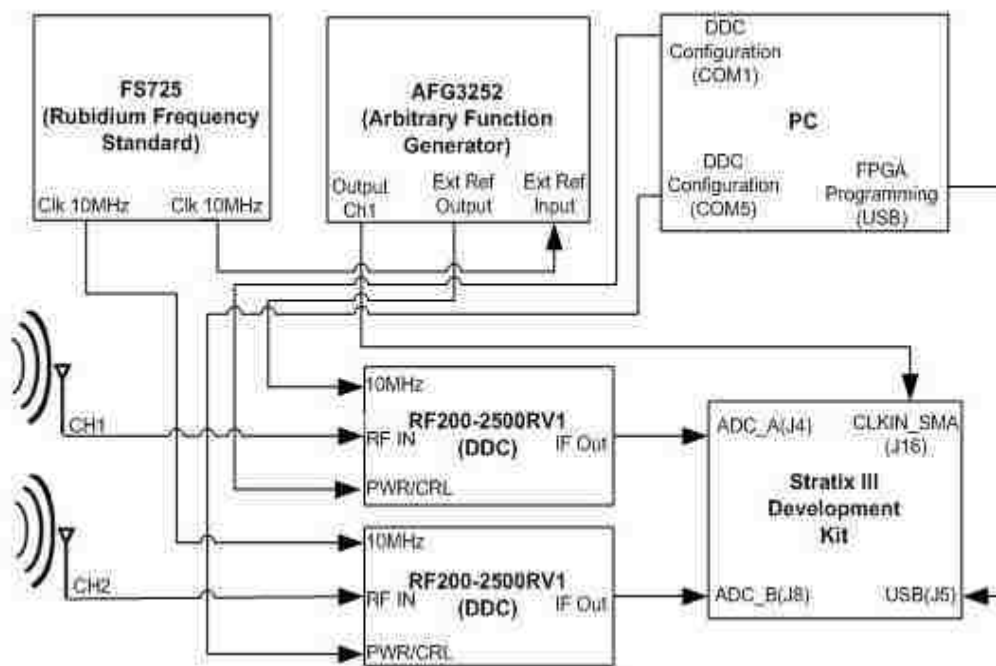 FS725
(Rubidium Frequency
Standard)
Clk 10MHz
Clk 10MHz
AFG3252
(Arbitrary Function
Generator)
Output
Ch1
Ext Ref
Output
Ext Ref
Input
DDC
Configuration
(COM1)
PC
DDC
Configuration
(COM5)
FPGA
Programming
(USB)
CH1
10MHz
RF200-2500RV1
(DDC)
RF IN
IF Out
PWR/CRL
CH2
10MHz
RF200-2500RV1
(DDC)
RF IN
IF Out
PWR/CRL
ADC_A(J4)
CLKIN_SMA
(J16)
Stratix III
Development
Kit
ADC_B(J8)
USB(J5)